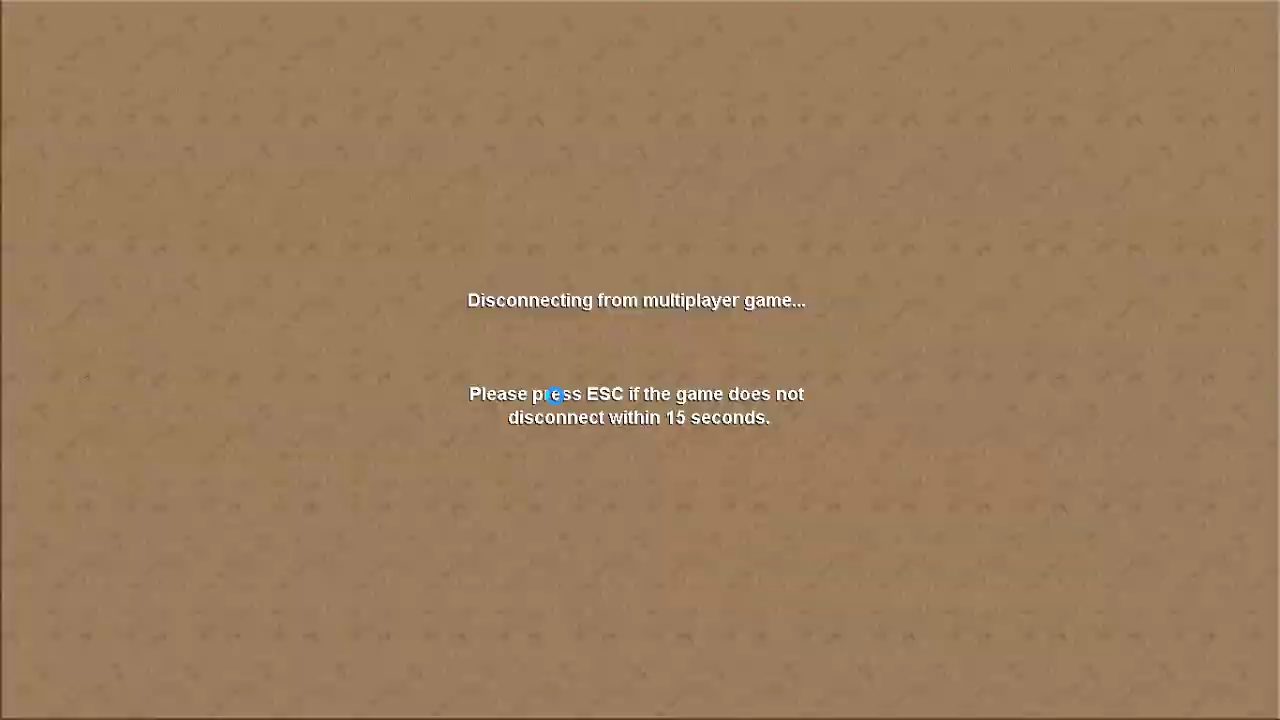 Disconnecting from multiplayer game...
Please press ESC if the game does not
disconnect within 15 seconds.